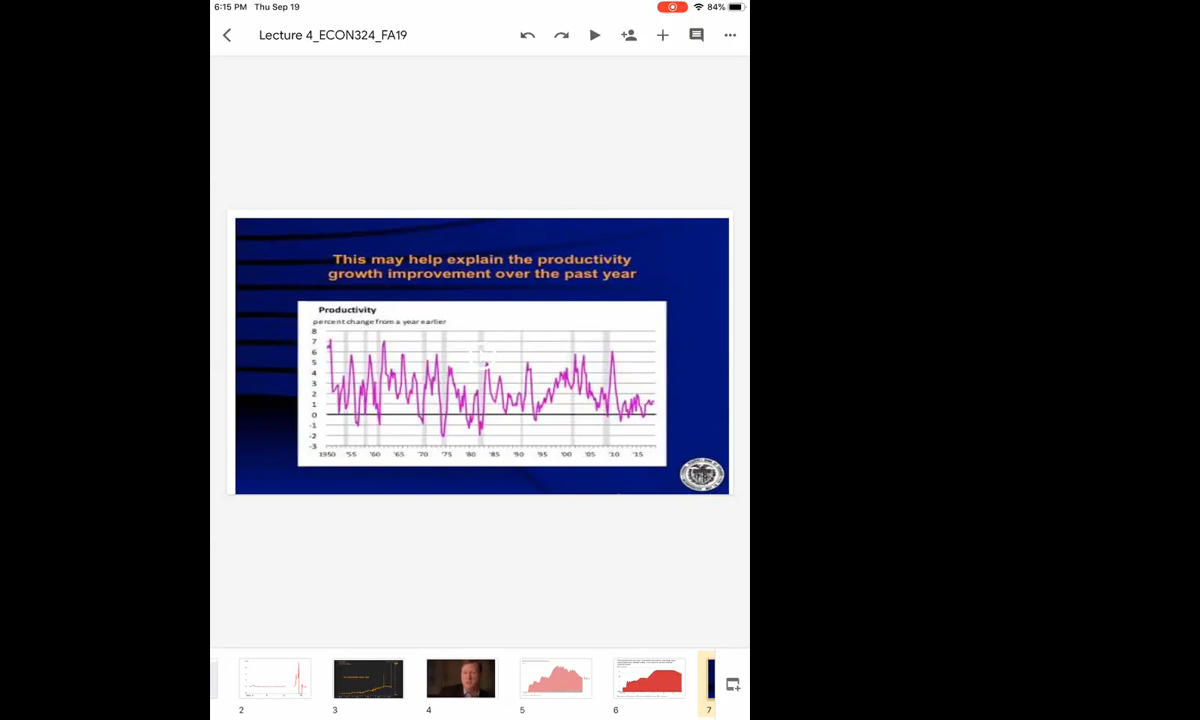 6:15 PM Thu Sep 19
84%
Lecture 4_ECON324_FA19
This may help explain the productivity
growth improvement over the past year
Productivity
percent change from a year earlier
8
7
6
5
4
3
2
1
0
-1
-2
-3
1950 '55 '60 '65 '70 '75 '80 '85 '90 '95 '00 '05 '10 '15
2 3 4 5 6 7